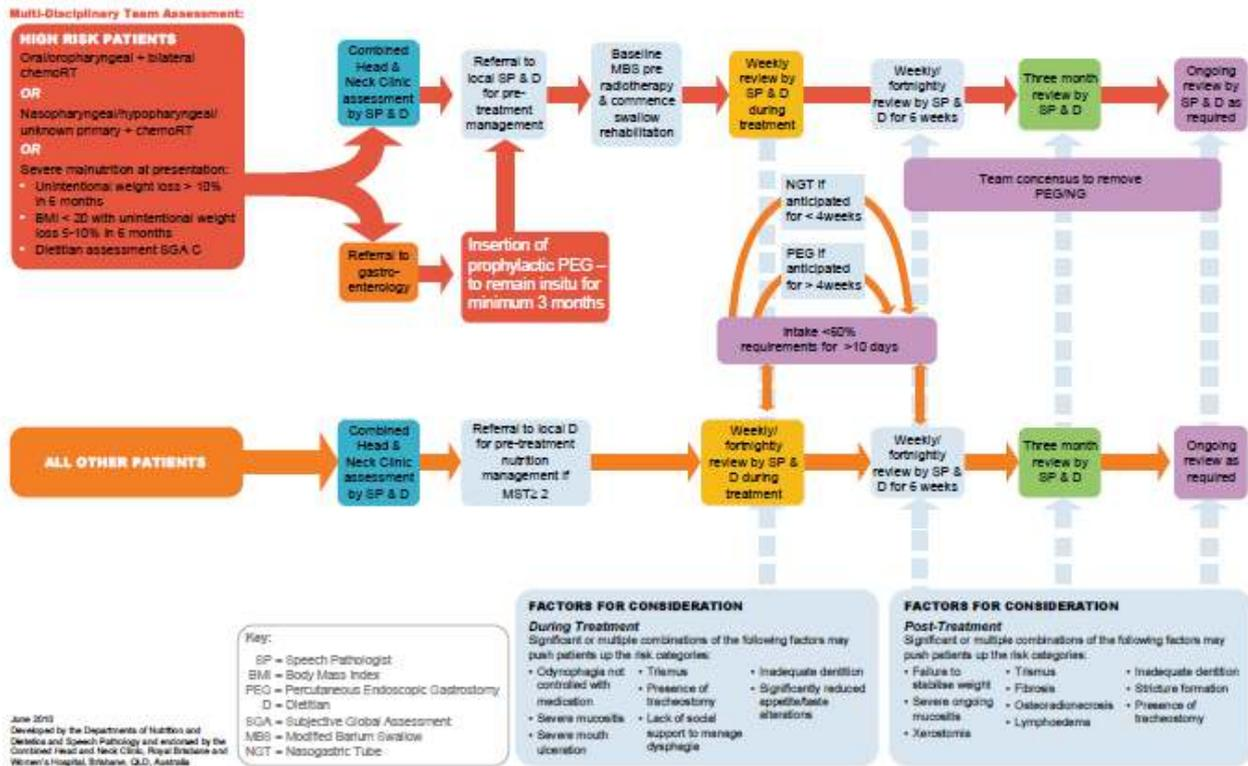 Multi-Disciplinary Team Assessment:
HIGH RISK PATIENTS
Oral/oropharyngeal + bilateral
chemoRT
OR
Nasopharyngeal/hypopharyngeal/
unknown primary + chemoRT
OR
Severe malnutrition at presentation:
• Unintentional weight loss > 10%
in 6 months
• BMI < 20 with unintentional weight
loss 5-10% in 6 months
• Dietitian assessment SGA C
Combined
Head &
Neck Clinic
assessment
by SP & D
Referral to
local SP & D
for pre-
treatment
management
Baseline
MBS pre
radiotherapy
& commence
swallow
rehabilitation
Weekly
review by
SP & D
during
treatment
Weekly/
fortnightly
review by SP &
D for 6 weeks
Three month
review by
SP & D
Ongoing
review by
SP & D as
required
Referral to
gastro-
enterology
Insertion of
prophylactic PEG –
to remain insitu for
minimum 3 months
NGT if
anticipated
for < 4weeks
PEG if
anticipated
for > 4weeks
Team concensus to remove
PEG/NG
Intake <60%
requirements for >10 days
ALL OTHER PATIENTS
Combined
Head &
Neck Clinic
assessment
by SP & D
Referral to local D
for pre-treatment
nutrition
management if
MST≥ 2
Weekly/
fortnightly
review by SP &
D during
treatment
Weekly/
fortnightly
review by SP &
D for 6 weeks
Three month
review by
SP & D
Ongoing
review as
required
Key:
SP = Speech Pathologist
BMI = Body Mass Index
PEG = Percutaneous Endoscopic Gastrostomy
D = Dietitian
SGA = Subjective Global Assessment
MBS = Modified Barium Swallow
NGT = Nasogastric Tube
FACTORS FOR CONSIDERATION
During Treatment
Significant or multiple combinations of the following factors may
push patients up the risk categories:
• Odynophagia not
controlled with
medication
• Severe mucositis
• Severe mouth
ulceration
• Trismus
• Presence of
tracheostomy
• Lack of social
support to manage
dysphagia
• Inadequate dentition
• Significantly reduced
appetite/taste
alterations
FACTORS FOR CONSIDERATION
Post-Treatment
Significant or multiple combinations of the following factors may
push patients up the risk categories:
• Failure to
stabilise weight
• Severe ongoing
mucositis
• Xerostomia
• Trismus
• Fibrosis
• Osteoradionecrosis
• Lymphoedema
• Inadequate dentition
• Stricture formation
• Presence of
tracheostomy
June
Developed by the Departments of Nutrition and
Dietetics and Speech Pathology and endorsed by the
Combined Head and Neck Clinic, Royal Brisbane and
Women's Hospital, Brisbane, QLD, Australia